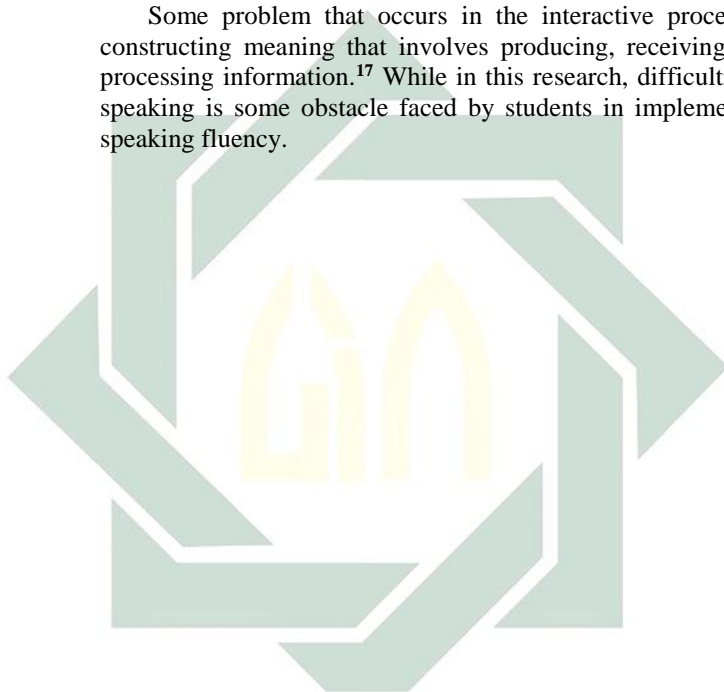 Some problem that occurs in the interactive proce
constructing meaning that involves producing, receiving
processing information.17 While in this research, difficult
speaking is some obstacle faced by students in impleme
speaking fluency.